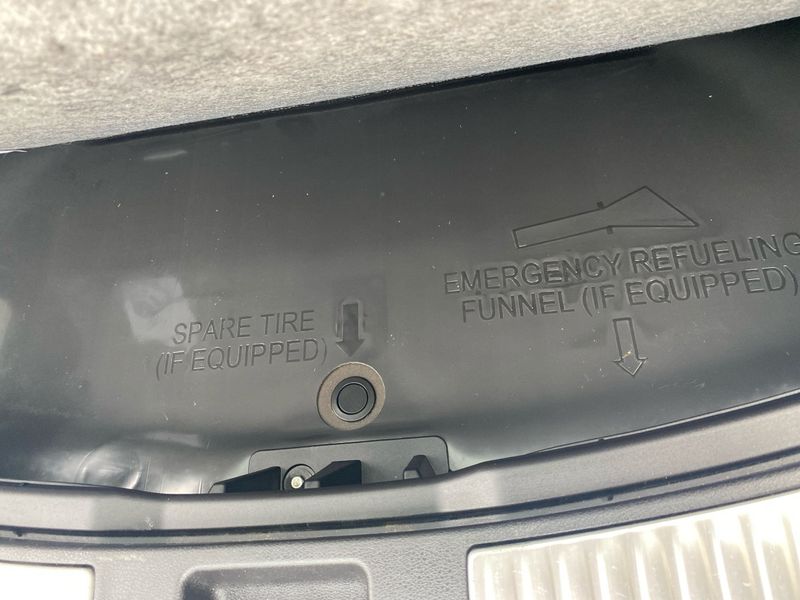 SPARE TIRE
(IF EQUIPPED)
EMERGENCY REFUELING
FUNNEL (IF EQUIPPED)